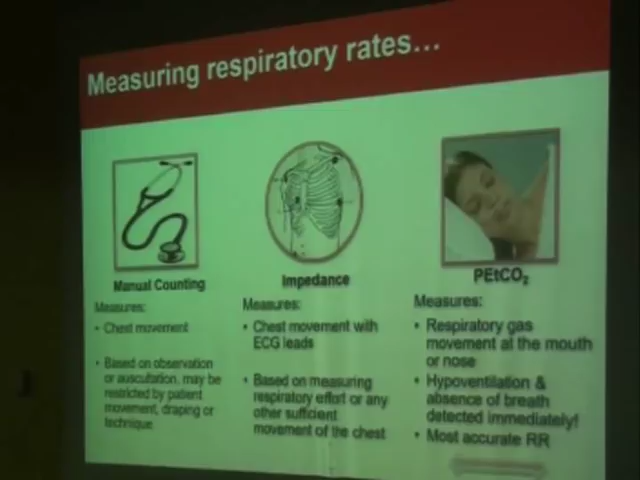 Measuring respiratory rates...
Manual Counting
Measures:
• Chest movement
• Based on observation
or auscultation, may be
restricted by patient
movement, draping or
technique
Impedance
Measures:
• Chest movement with
ECG leads
• Based on measuring
respiratory effort or any
other sufficient
movement of the chest
PEtCO₂
Measures:
• Respiratory gas
movement at the mouth
or nose
• Hypoventilation &
absence of breath
detected immediately!
• Most accurate RR